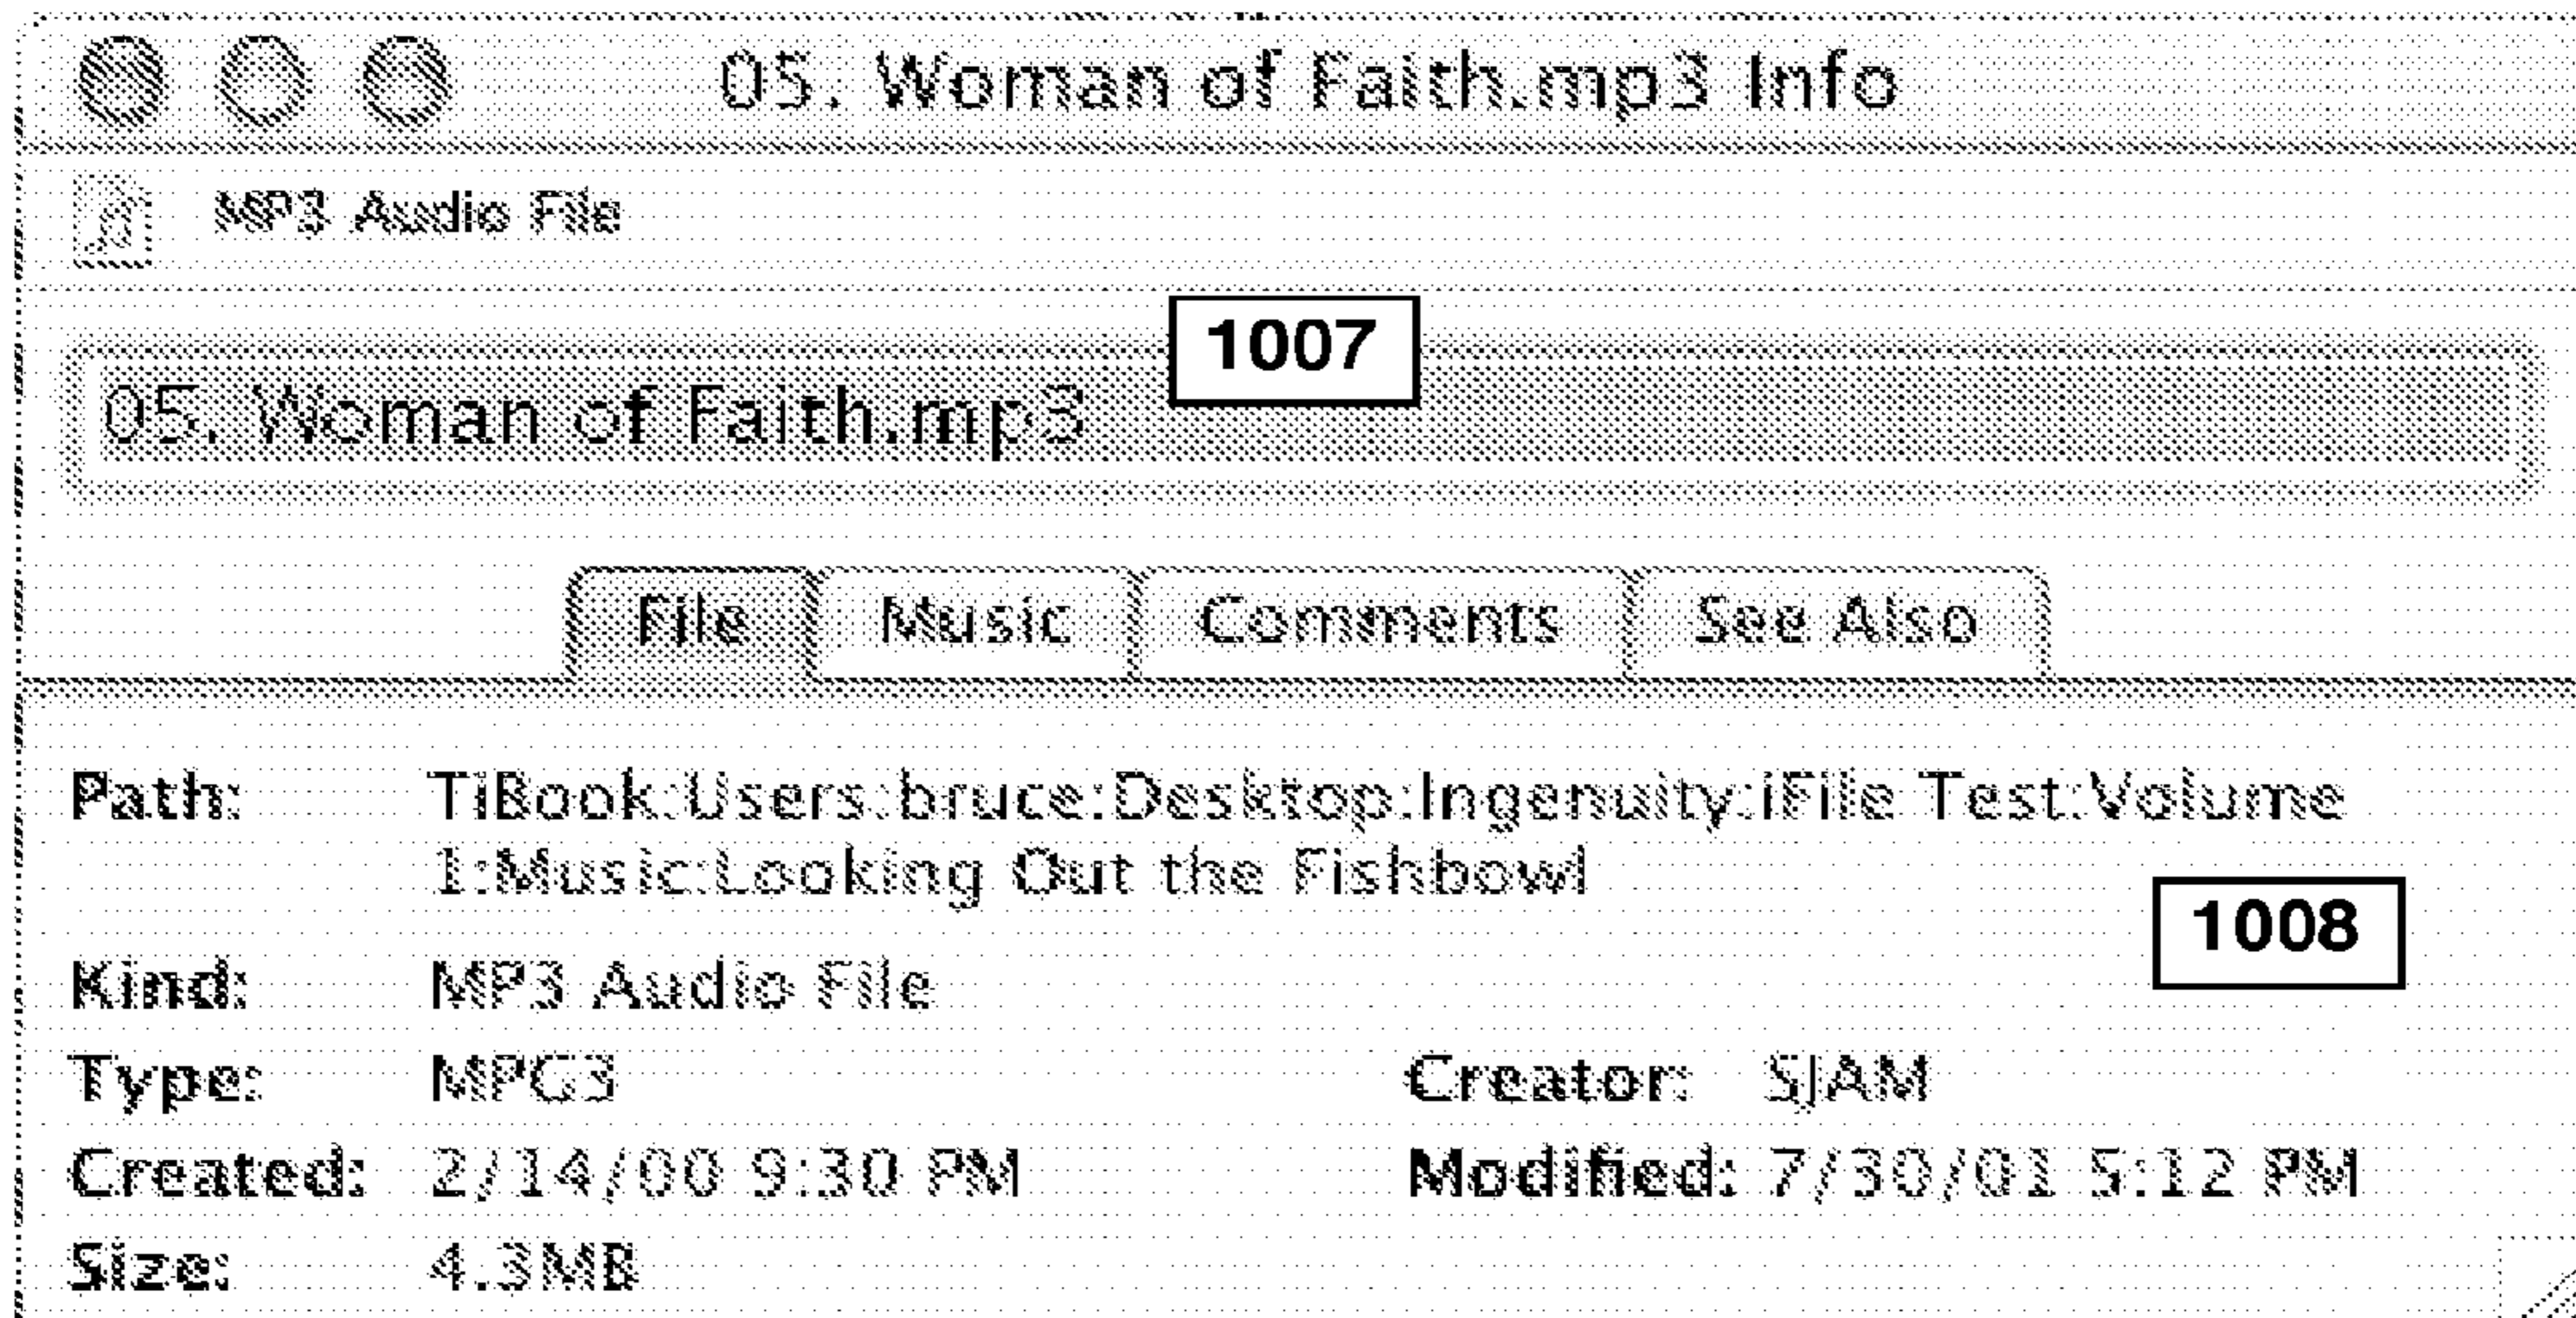 05. Woman of Faith.mp3 Info
MP3 Audio File
1007
05. Woman of Faith.mp3
File Music Comments See Also
Path: TiBook:Users:bruce:Desktop:Ingenuity:iFile Test:Volume
1:Music:Looking Out the Fishbowl
1008
Kind: MP3 Audio File
Type: MPG3 Creator: SJAM
Created: 2/14/00 9:30 PM Modified: 7/30/01 5:12 PM
Size: 4.3MB